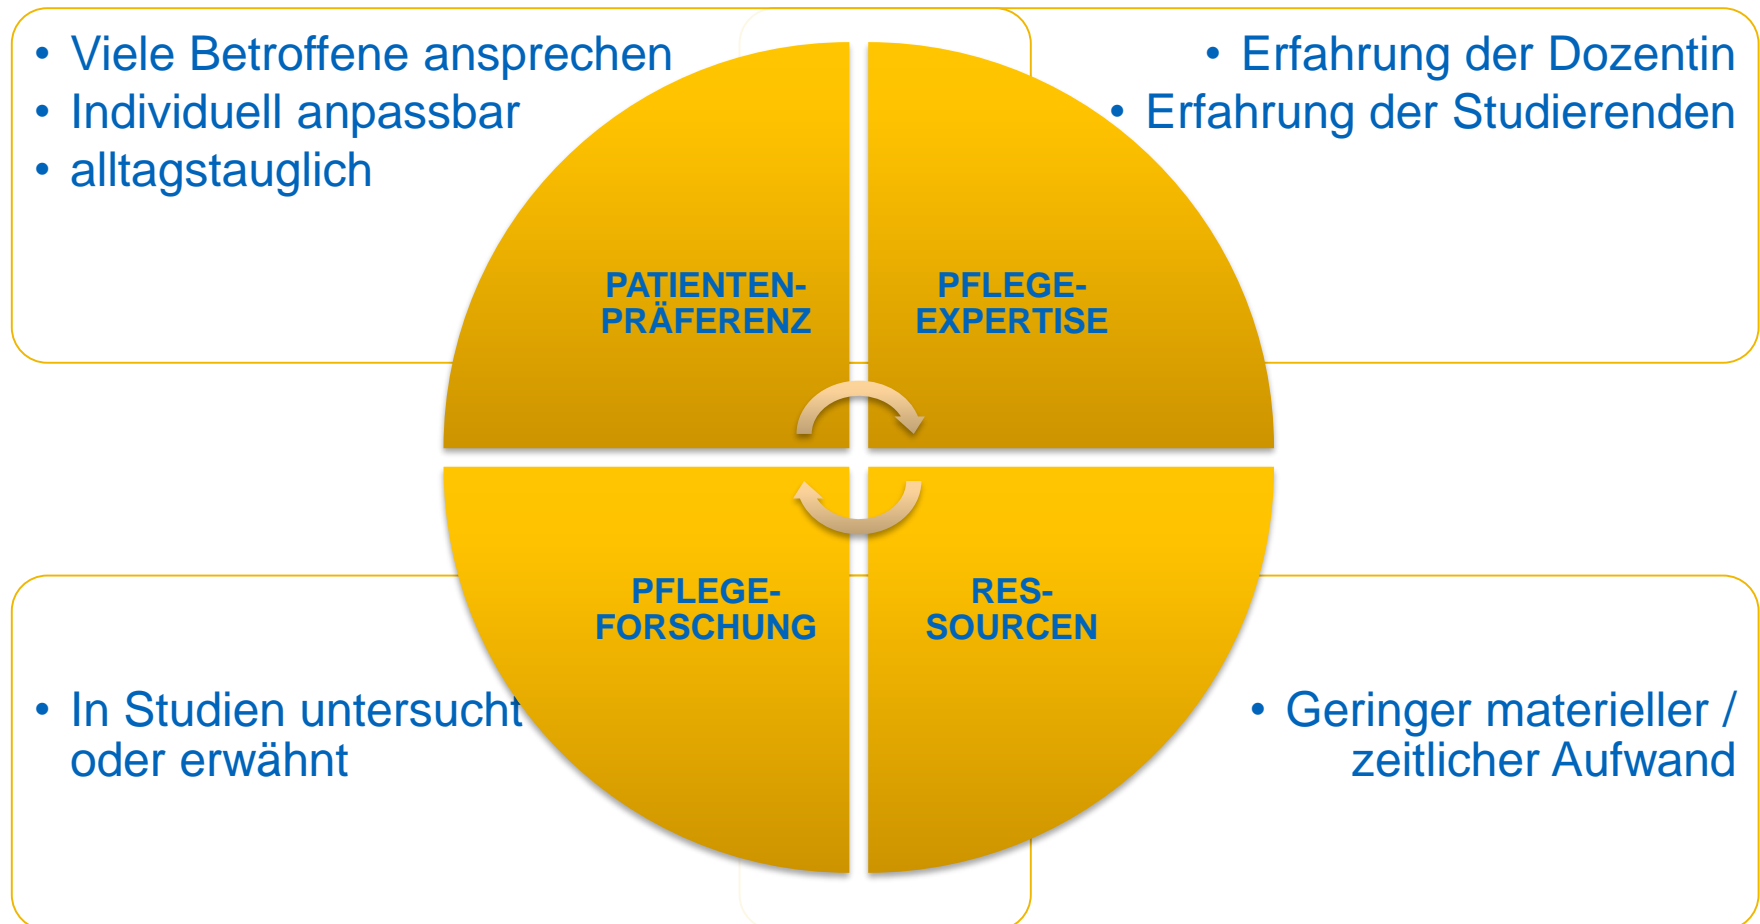 • Viele Betroffene ansprechen
• Individuell anpassbar
• alltagstauglich
• Erfahrung der Dozentin
• Erfahrung der Studierenden
PATIENTEN-
PRÄFERENZ
PFLEGE-
EXPERTISE
PFLEGE-
FORSCHUNG
RES-
SOURCEN
• In Studien untersucht
oder erwähnt
• Geringer materieller /
zeitlicher Aufwand